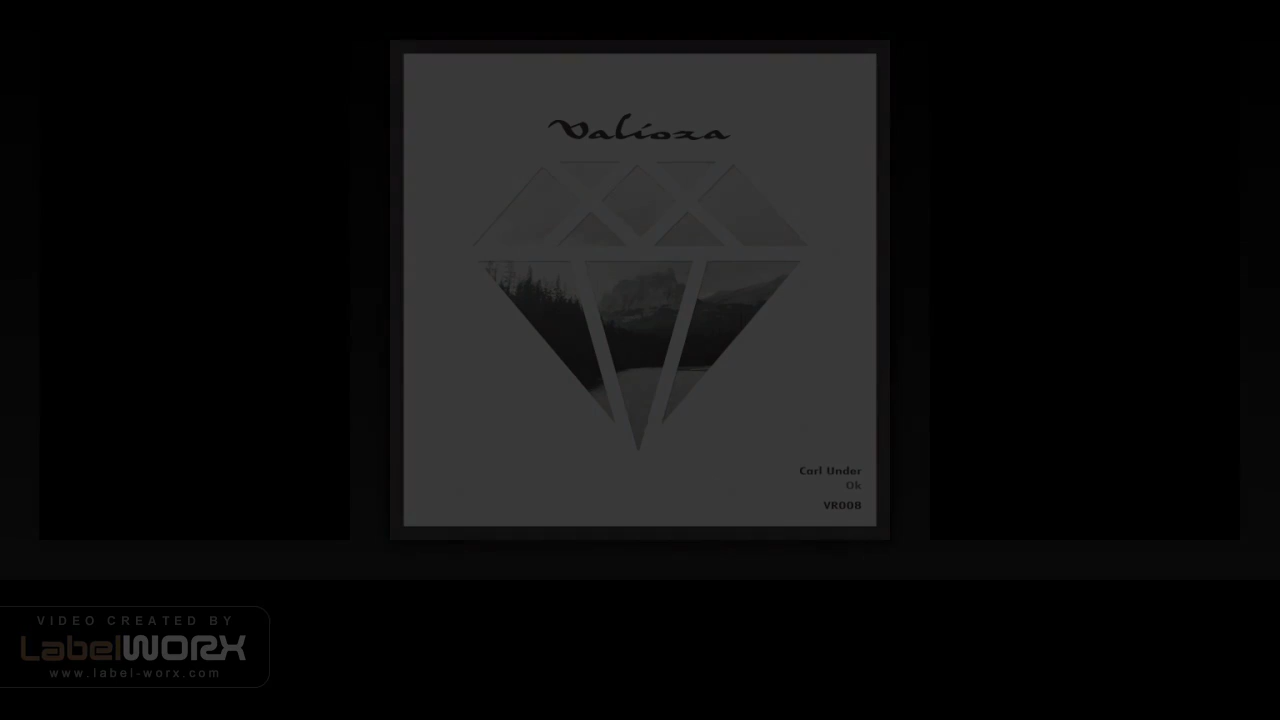 Valioza
Carl Under
Ok
VR008
VIDEO CREATED BY
LabelWORX
www.label-worx.com